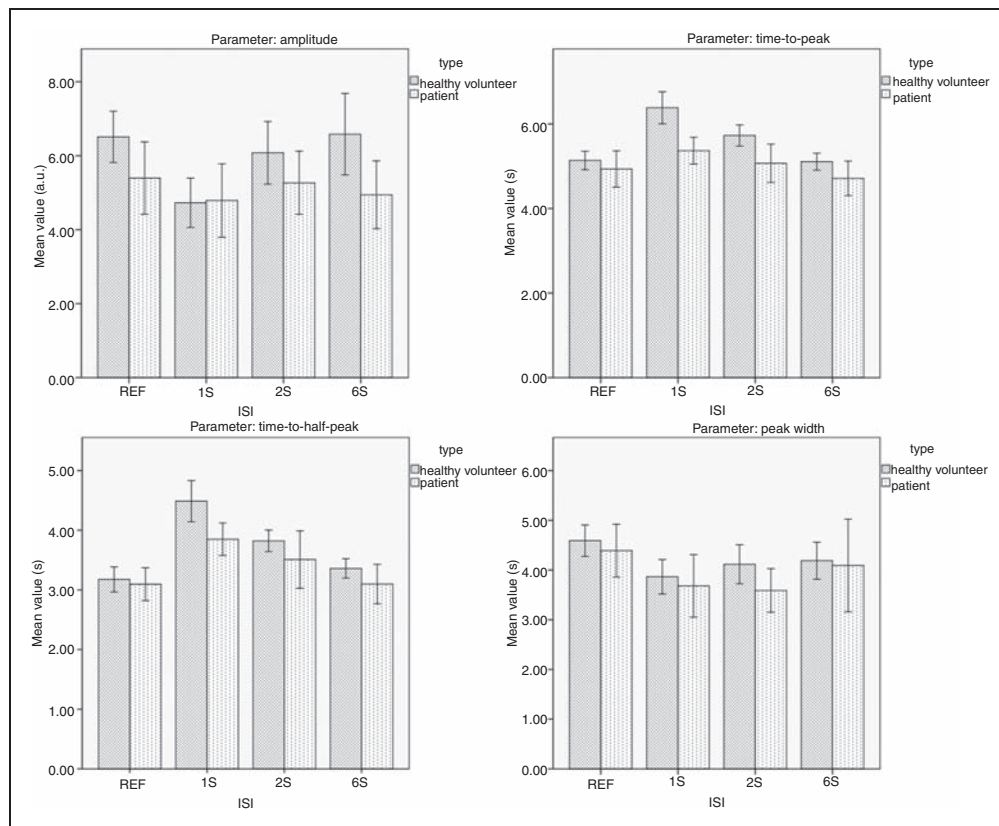 Parameter: amplitude
type
healthy volunteer
patient
Mean value (a.u.)
8.00
6.00
4.00
2.00
0.00
REF 1S 2S 6S
ISI
Parameter: time-to-peak
type
healthy volunteer
patient
Mean value (s)
6.00
4.00
2.00
0.00
REF 1S 2S 6S
ISI
Parameter: time-to-half-peak
type
healthy volunteer
patient
Mean value (s)
5.00
4.00
3.00
2.00
1.00
0.00
REF 1S 2S 6S
ISI
Parameter: peak width
type
healthy volunteer
patient
Mean value (s)
6.00
5.00
4.00
3.00
2.00
1.00
0.00
REF 1S 2S 6S
ISI